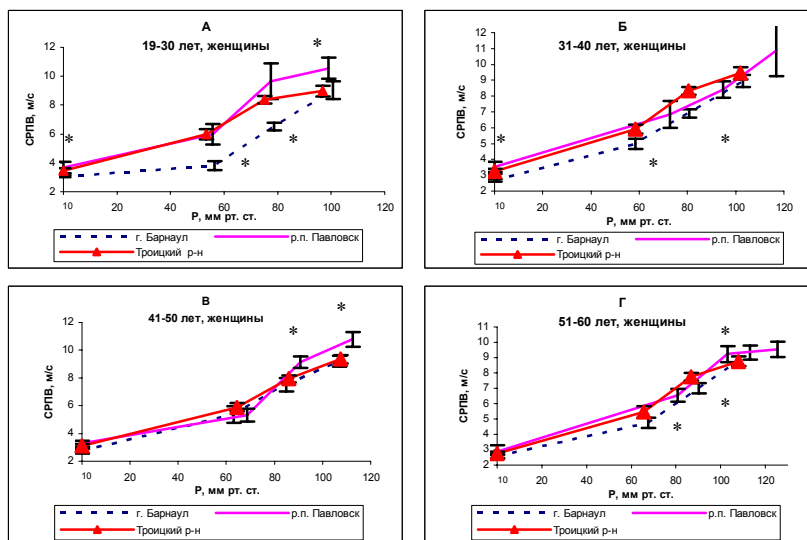 А
19-30 лет, женщины
СРПВ, м/с
12
10
8
6
4
2
*
*
*
*
10 20 40 60 80 100 120
Р, мм рт. ст.
г. Барнаул р.п. Павловск
Троицкий р-н
Б
31-40 лет, женщины
СРПВ, м/с
11
10
9
8
7
6
5
4
3
2
*
*
*
10 20 40 60 80 100 120
Р, мм рт. ст.
г. Барнаул р.п. Павловск
Троицкий р-н
В
41-50 лет, женщины
СРПВ, м/с
12
10
8
6
4
2
*
*
10 20 40 60 80 100 120
Р, мм рт. ст.
г. Барнаул р.п. Павловск
Троицкий р-н
Г
51-60 лет, женщины
СРПВ, м/с
11
10
9
8
7
6
5
4
3
2
*
*
*
10 20 40 60 80 100 120
Р, мм рт. ст.
г. Барнаул р.п. Павловск
Троицкий р-н